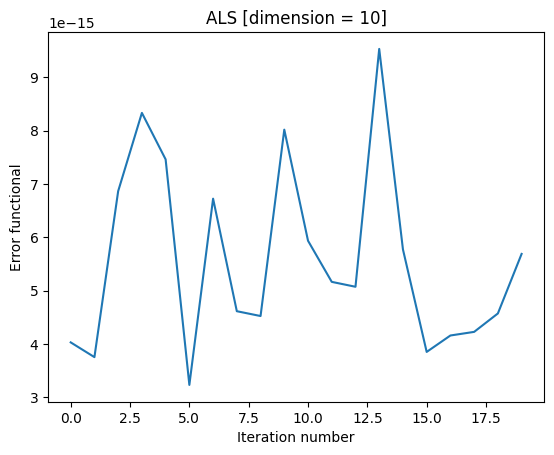 ALS [dimension = 10]
1e−15
Error functional
9
8
7
6
5
4
3
0.0 2.5 5.0 7.5 10.0 12.5 15.0 17.5
Iteration number